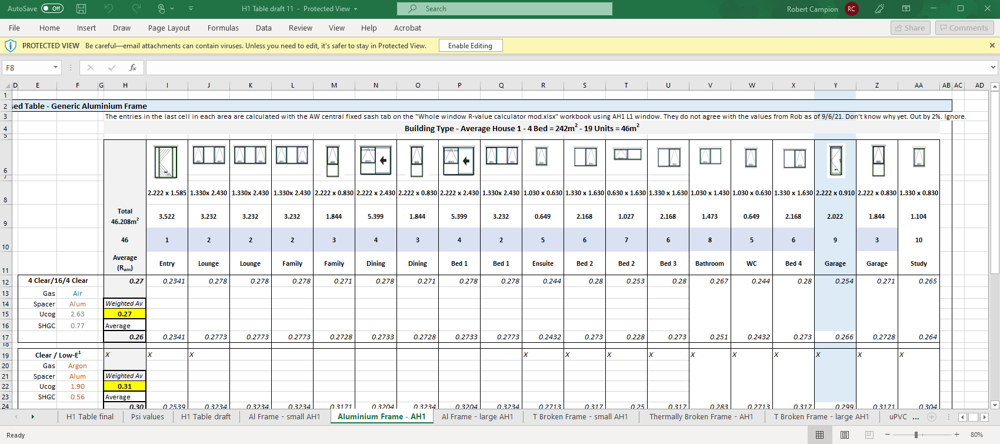 AutoSave Off H1 Table draft 11 - Protected View Search Robert Campion RC
File Home Insert Draw Page Layout Formulas Data Review View Help Acrobat Share Comments
PROTECTED VIEW Be careful—email attachments can contain viruses. Unless you need to edit, it's safer to stay in Protected View. Enable Editing
F8 fx
D E F G H I J K L M N O P Q R S T U V W X Y Z AA AB AC AD
1
2 sed Table - Generic Aluminium Frame
3 The entries in the last cell in each area are calculated with the AW central fixed sash tab on the "Whole window R-value calculator mod.xlsx" workbook using AH1 L1 window. They do not agree with the values from Rob as of 9/6/21. Don't know why yet. Out by 2%. Ignore.
4 Building Type - Average House 1 - 4 Bed = 242m² - 19 Units = 46m²
5
6
7
8 2.222 x 1.585 1.330x 2.430 1.330x 2.430 1.330x 2.430 2.222 x 0.830 2.222 x 2.430 2.222 x 0.830 2.222 x 2.430 1.330x 2.430 1.030 x 0.630 1.330 x 1.630 0.630 x 1.630 1.330 x 1.630 1.030 x 1.430 1.030 x 0.630 1.330 x 1.630 2.222 x 0.910 2.222 x 0.830 1.330 x 0.830
Total
9 46.208m² 3.522 3.232 3.232 3.232 1.844 5.399 1.844 5.399 3.232 0.649 2.168 1.027 2.168 1.473 0.649 2.168 2.022 1.844 1.104
10 46 1 2 2 2 3 4 3 4 2 5 6 7 6 8 5 6 9 3 10
Average
11 (Rwin) Entry Lounge Lounge Family Family Dining Dining Bed 1 Bed 1 Ensuite Bed 2 Bed 2 Bed 3 Bathroom WC Bed 4 Garage Garage Study
12 4 Clear/16/4 Clear 0.27 0.2341 0.278 0.278 0.278 0.271 0.278 0.271 0.278 0.278 0.244 0.28 0.253 0.28 0.267 0.244 0.28 0.254 0.271 0.265
13 Gas Air
14 Spacer Alum Weighted Av
15 Ucog 2.63 0.27
16 SHGC 0.77 Average
17 0.26 0.2341 0.2773 0.2773 0.2773 0.2728 0.2733 0.2728 0.2733 0.2773 0.2432 0.273 0.228 0.273 0.251 0.2432 0.273 0.266 0.2728 0.264
18
19 Clear / Low-E¹ X X X X X X X X X X X X X
20 Gas Argon
21 Spacer Alum Weighted Av
22 Ucog 1.90 0.31
23 SHGC 0.56 Average
24 0.30 0.2539 0.3234 0.3234 0.3234 0.3171 0.3204 0.3234 0.3204 0.3234 0.2713 0.317 0.25 0.317 0.283 0.2713 0.317 0.299 0.3171 0.304
H1 Table final Psi values H1 Table draft Al Frame - small AH1 Aluminium Frame - AH1 Al Frame - large AH1 T Broken Frame - small AH1 Thermally Broken Frame - AH1 T Broken Frame - large AH1 uPVC ...
Ready 80%